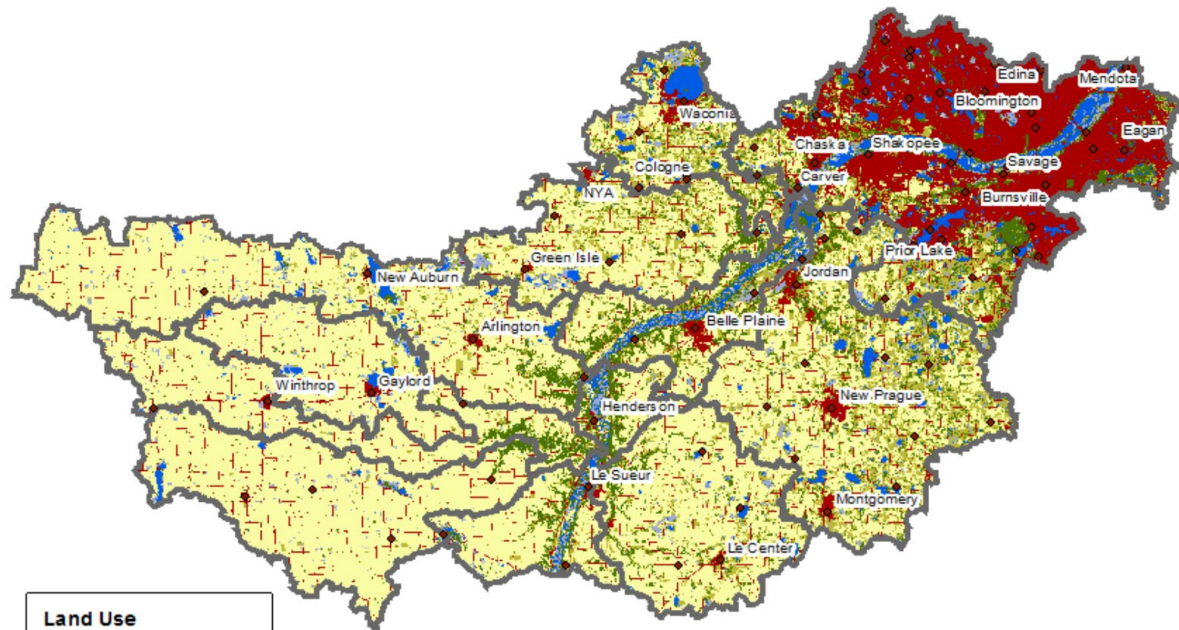 Edina
Mendota
Bloomington
Waconia
Eagan
Chaska
Shakopee
Savage
Cologne
Carver
NYA
Burnsville
Prior Lake
Green Isle
Jordan
New Auburn
Belle Plaine
Arlington
Winthrop
Gaylord
New Prague
Henderson
Le Sueur
Montgomery
Le Center
Land Use